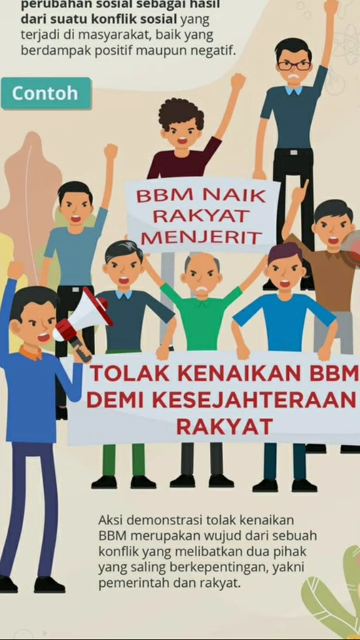 perubahan sosial sebagai hasil
dari suatu konflik sosial yang
terjadi di masyarakat, baik yang
berdampak positif maupun negatif.
Contoh
BBM NAIK
RAKYAT
MENJERIT
TOLAK KENAIKAN BBM
DEMI KESEJAHTERAAN
RAKYAT
Aksi demonstrasi tolak kenaikan
BBM merupakan wujud dari sebuah
konflik yang melibatkan dua pihak
yang saling berkepentingan, yakni
pemerintah dan rakyat.